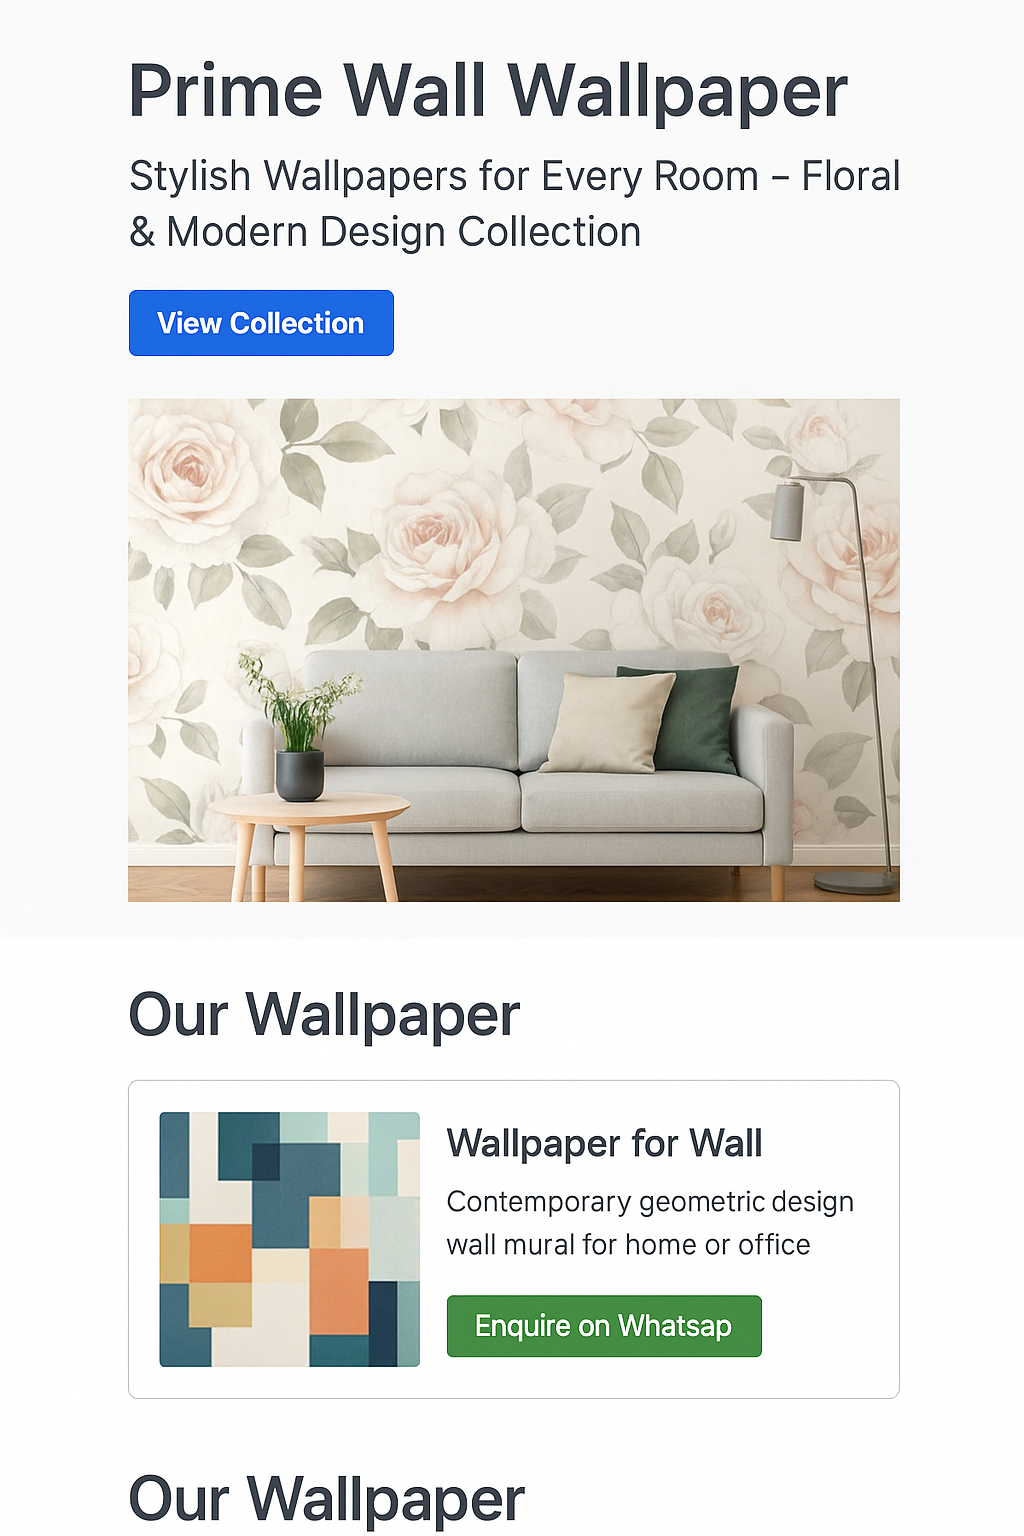 Prime Wall Wallpaper
Stylish Wallpapers for Every Room – Floral
& Modern Design Collection
View Collection
Our Wallpaper
Wallpaper for Wall
Contemporary geometric design
wall mural for home or office
Enquire on Whatsap
Our Wallpaper